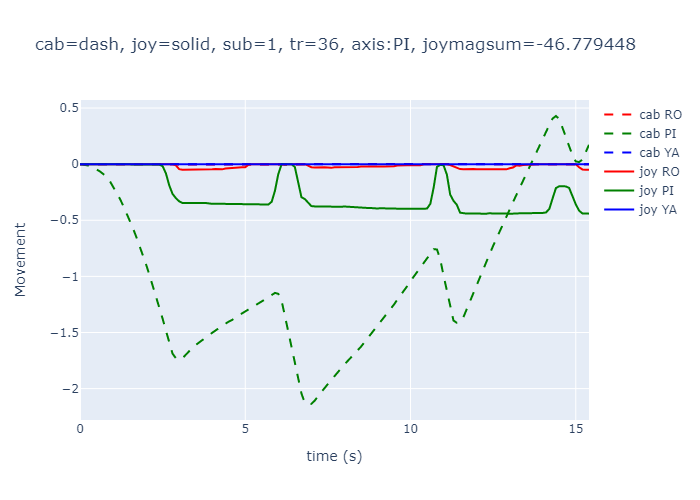 cab=dash, joy=solid, sub=1, tr=36, axis:PI, joymagsum=-46.779448
0.5
0
−0.5
−1
−1.5
−2
Movement
0
5
10
15
time (s)
cab RO
cab PI
cab YA
joy RO
joy PI
joy YA